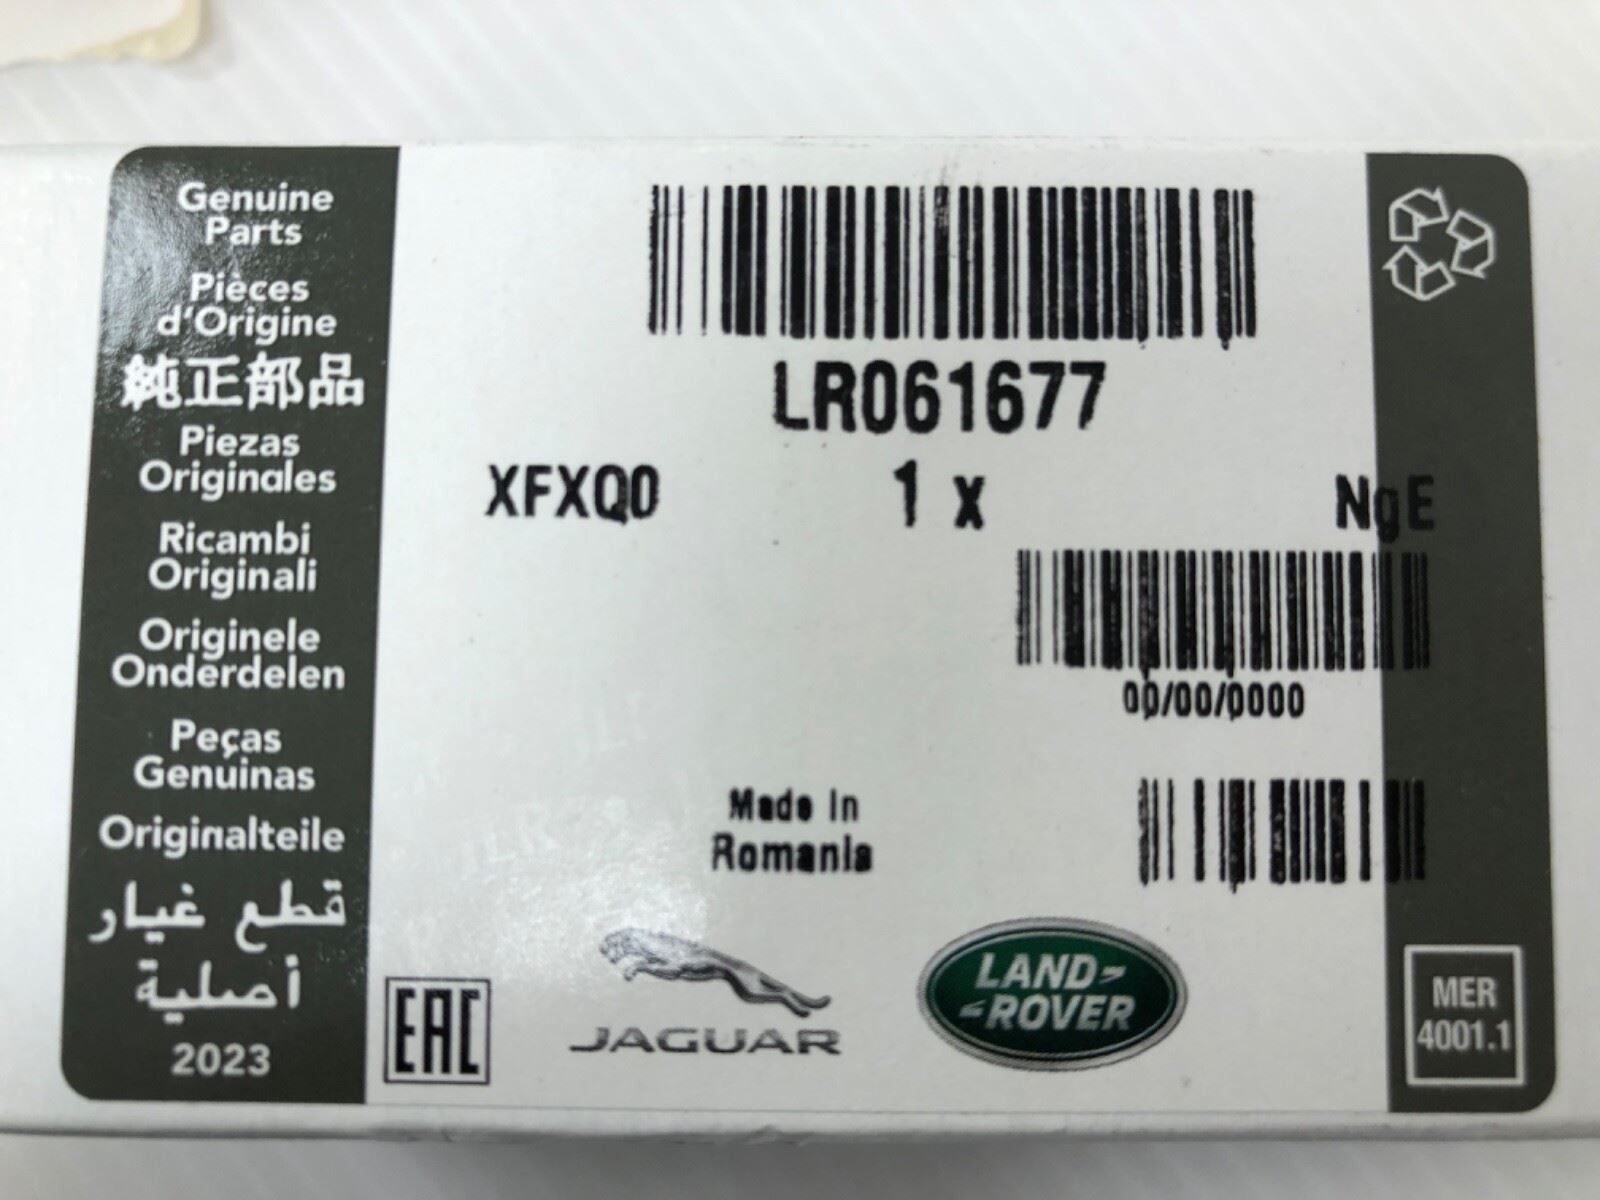 Genuine
Parts
Pièces
d'Origine
純正部品
Piezas
Originales
Ricambi
Originali
Originele
Onderdelen
Peças
Genuinas
Originalteile
قطع غيار
أصلية
2023
LR061677
XFXQ0 1 x NgE
00/00/0000
Made In
Romania
EAC
JAGUAR
LAND-
-ROVER
MER
4001.1